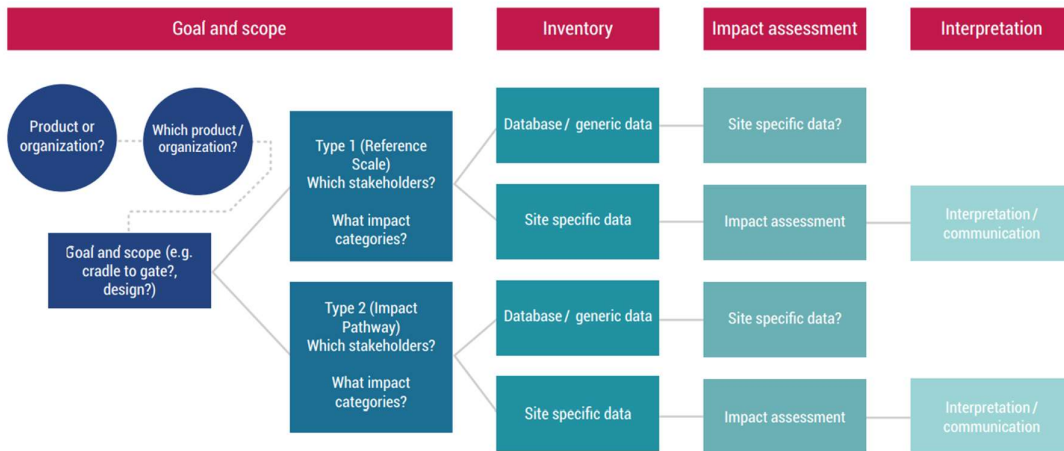 Goal and scope
Inventory
Impact assessment
Interpretation
Product or
organization?
Which product /
organization?
Goal and scope (e.g.
cradle to gate?,
design?)
Type 1 (Reference
Scale)
Which stakeholders?
What impact
categories?
Database / generic data
Site specific data?
Site specific data
Impact assessment
Interpretation /
communication
Type 2 (Impact
Pathway)
Which stakeholders?
What impact
categories?
Database / generic data
Site specific data?
Site specific data
Impact assessment
Interpretation /
communication